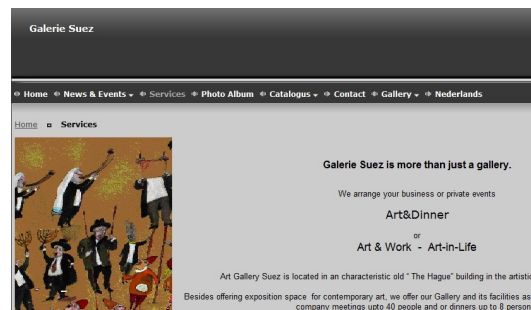 Galerie Suez
Home News & Events Services Photo Album Catalogus Contact Gallery Nederlands
Home Services
Galerie Suez is more than just a gallery.
We arrange your business or private events
Art&Dinner
or
Art & Work - Art-in-Life
Art Gallery Suez is located in an characteristic old " The Hague" building in the artistic
Besides offering exposition space for contemporary art, we offer our Gallery and its facilities as
company meetings upto 40 people and or dinners up to 8 person